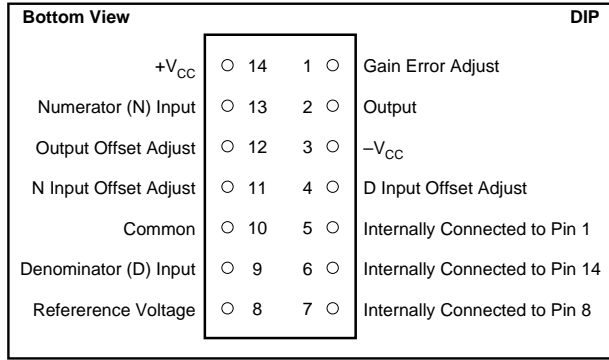 Bottom View DIP
+VCC 14 1 Gain Error Adjust
Numerator (N) Input 13 2 Output
Output Offset Adjust 12 3 –VCC
N Input Offset Adjust 11 4 D Input Offset Adjust
Common 10 5 Internally Connected to Pin 1
Denominator (D) Input 9 6 Internally Connected to Pin 14
Refererence Voltage 8 7 Internally Connected to Pin 8